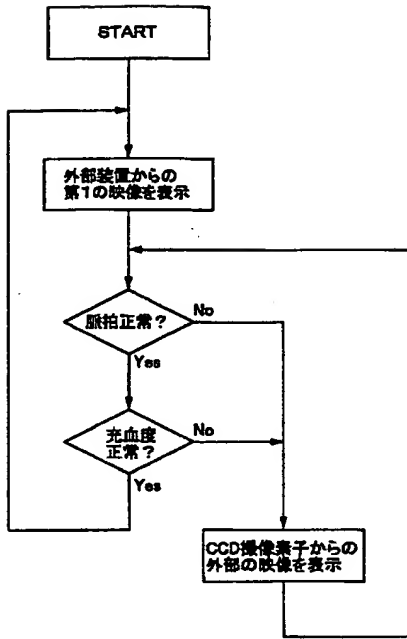 START
外部装置からの
第1の映像を表示
脈拍正常?
No
Yes
充血度
正常?
No
Yes
CCD撮像素子からの
外部の映像を表示